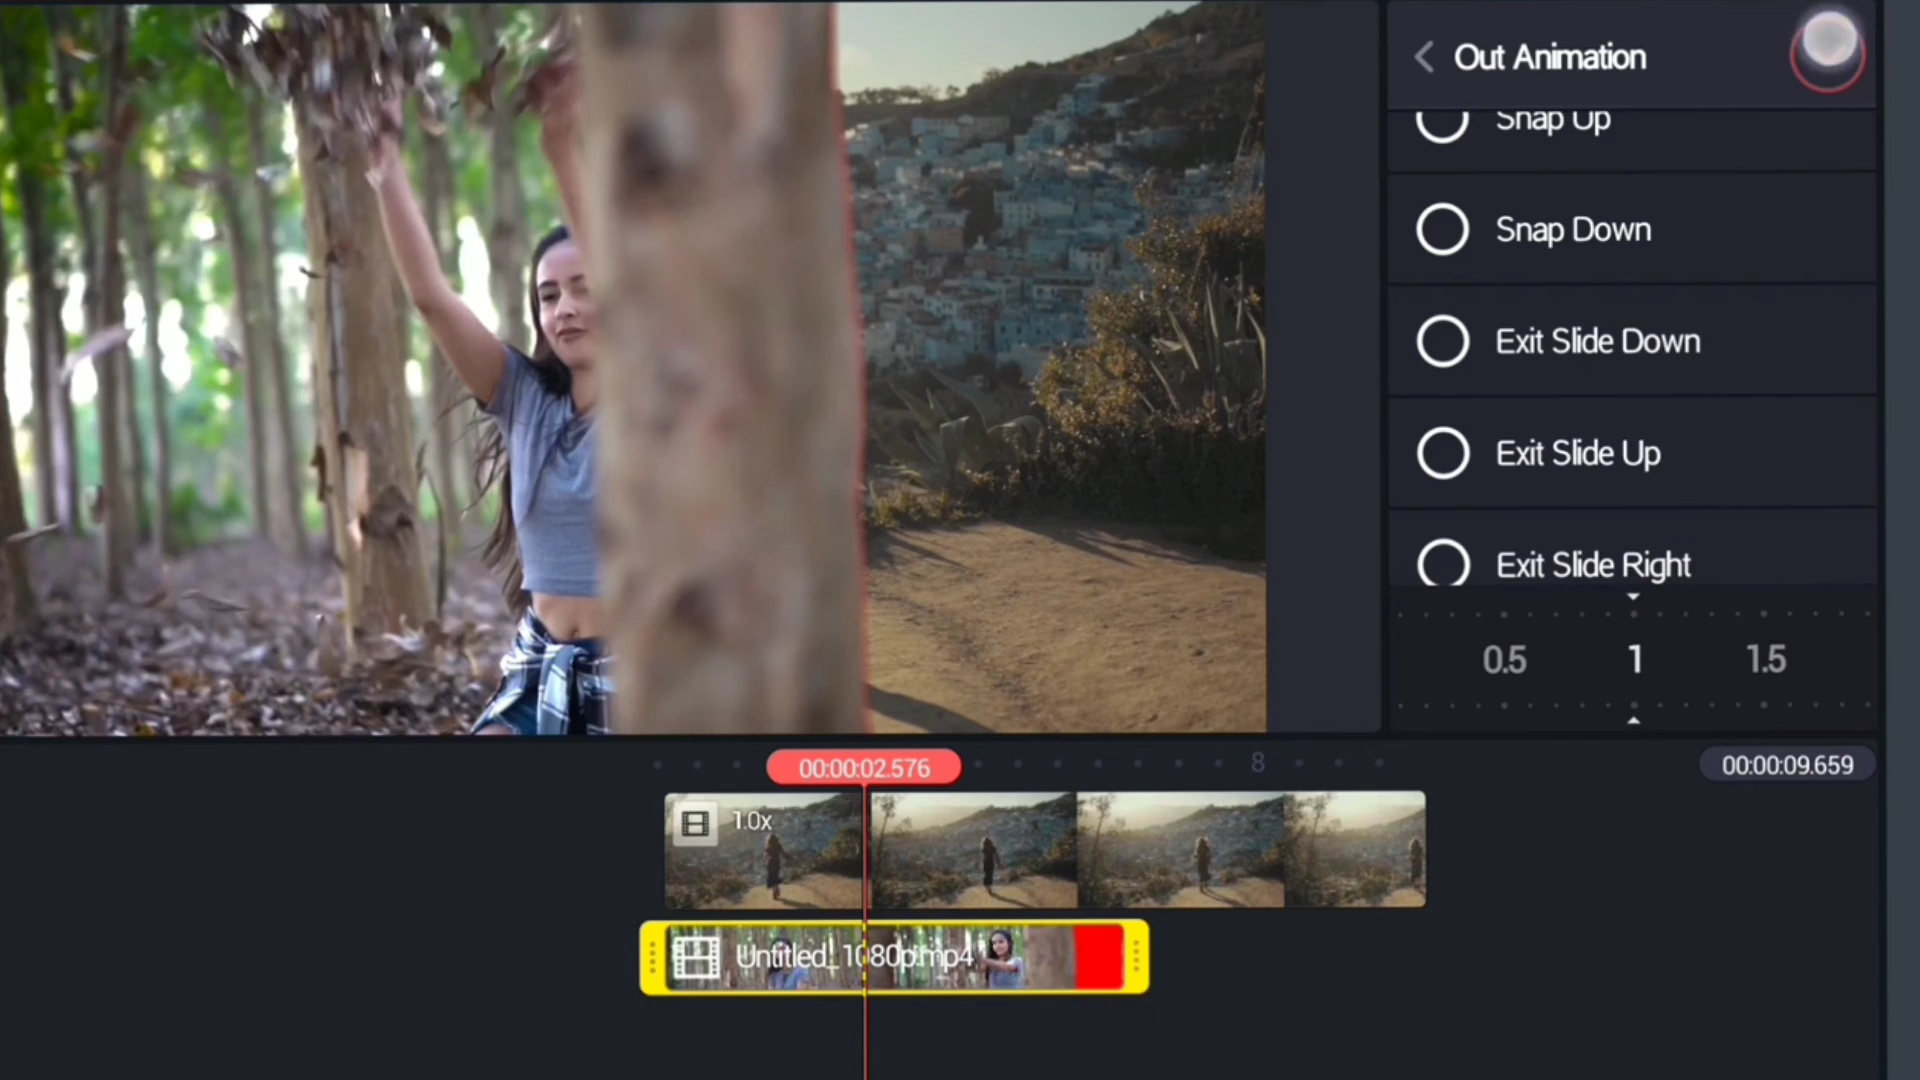 Out Animation
Snap Up
Snap Down
Exit Slide Down
Exit Slide Up
Exit Slide Right
0.5 1 1.5
00:00:02.576
8
00:00:09.659
1.0x
Untitled_1080p.mp4